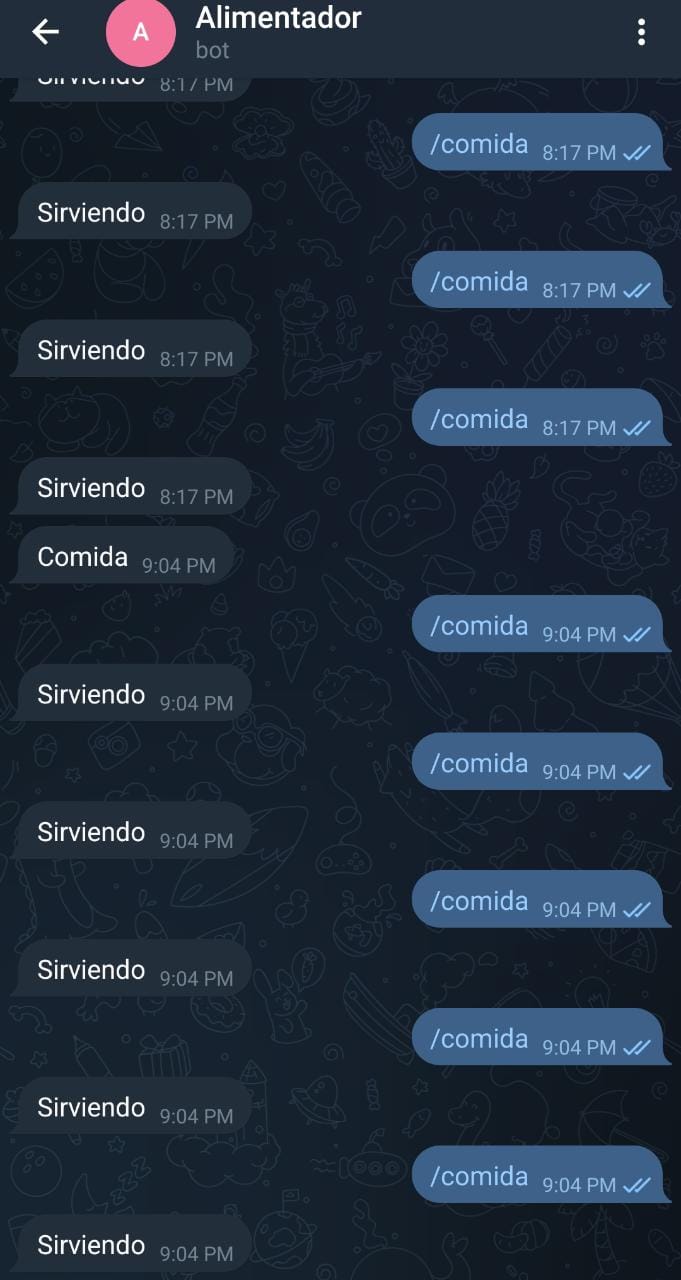 Alimentador
A
bot
Sirviendo 8:17 PM
/comida 8:17 PM
Sirviendo 8:17 PM
/comida 8:17 PM
Sirviendo 8:17 PM
/comida 8:17 PM
Sirviendo 8:17 PM
Comida 9:04 PM
/comida 9:04 PM
Sirviendo 9:04 PM
/comida 9:04 PM
Sirviendo 9:04 PM
/comida 9:04 PM
Sirviendo 9:04 PM
/comida 9:04 PM
Sirviendo 9:04 PM
/comida 9:04 PM
Sirviendo 9:04 PM